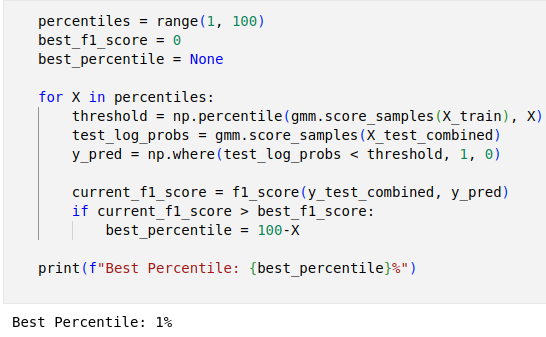 percentiles = range(1, 100)
best_f1_score = 0
best_percentile = None
for X in percentiles:
threshold = np.percentile(gmm.score_samples(X_train), X)
test_log_probs = gmm.score_samples(X_test_combined)
y_pred = np.where(test_log_probs < threshold, 1, 0)
current_f1_score = f1_score(y_test_combined, y_pred)
if current_f1_score > best_f1_score:
best_percentile = 100-X
print(f"Best Percentile: {best_percentile}%")
Best Percentile: 1%